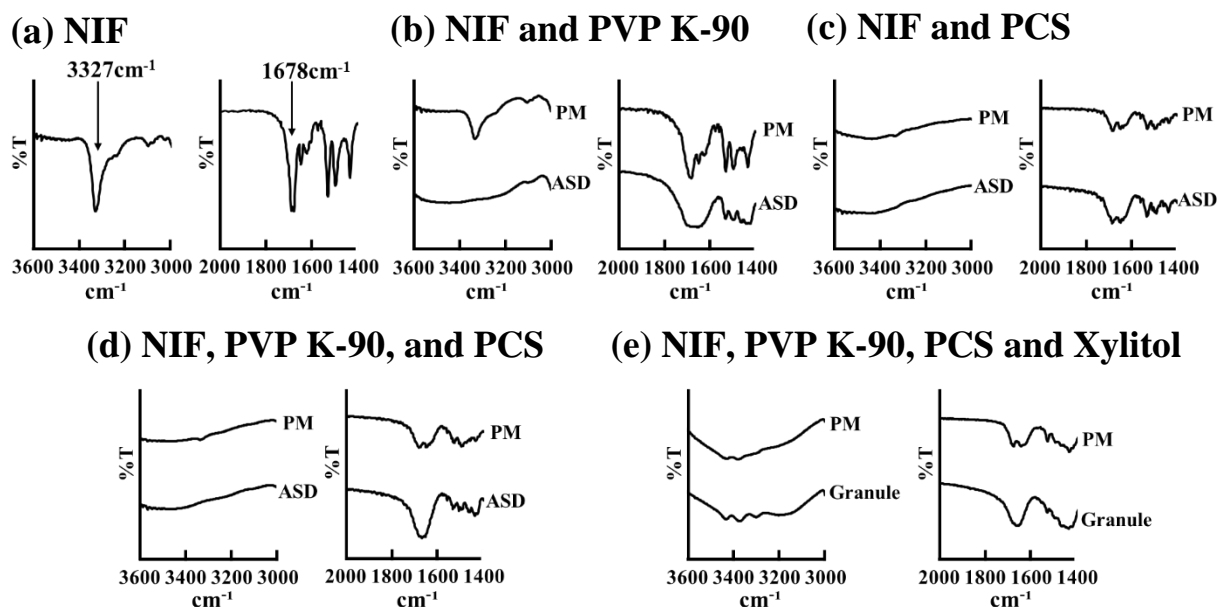 (a) NIF
(b) NIF and PVP K-90
(c) NIF and PCS
3327cm-1
1678cm-1
%T
%T
3600 3400 3200 3000
cm-1
2000 1800 1600 1400
cm-1
%T
PM
ASD
3600 3400 3200 3000
cm-1
%T
PM
ASD
2000 1800 1600 1400
cm-1
%T
PM
ASD
3600 3400 3200 3000
cm-1
%T
PM
ASD
2000 1800 1600 1400
cm-1
(d) NIF, PVP K-90, and PCS
(e) NIF, PVP K-90, PCS and Xylitol
%T
PM
ASD
3600 3400 3200 3000
cm-1
%T
PM
ASD
2000 1800 1600 1400
cm-1
%T
PM
Granule
3600 3400 3200 3000
cm-1
%T
PM
Granule
2000 1800 1600 1400
cm-1